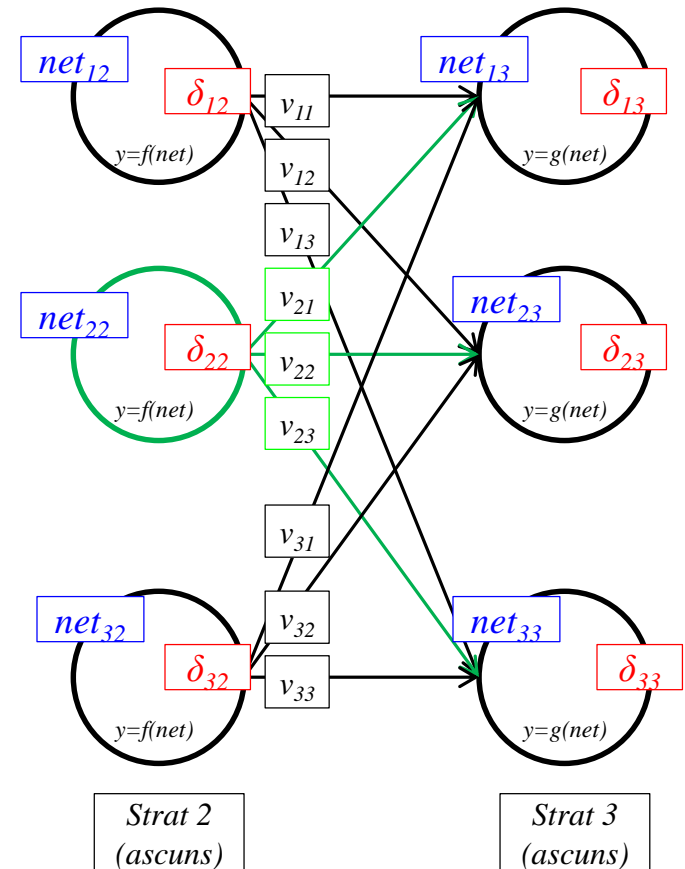 net₁₂
δ₁₂
y=f(net)
v₁₁
v₁₂
v₁₃
net₁₃
δ₁₃
y=g(net)
net₂₂
δ₂₂
y=f(net)
v₂₁
v₂₂
v₂₃
net₂₃
δ₂₃
y=g(net)
net₃₂
δ₃₂
y=f(net)
v₃₁
v₃₂
v₃₃
net₃₃
δ₃₃
y=g(net)
Strat 2
(ascuns)
Strat 3
(ascuns)